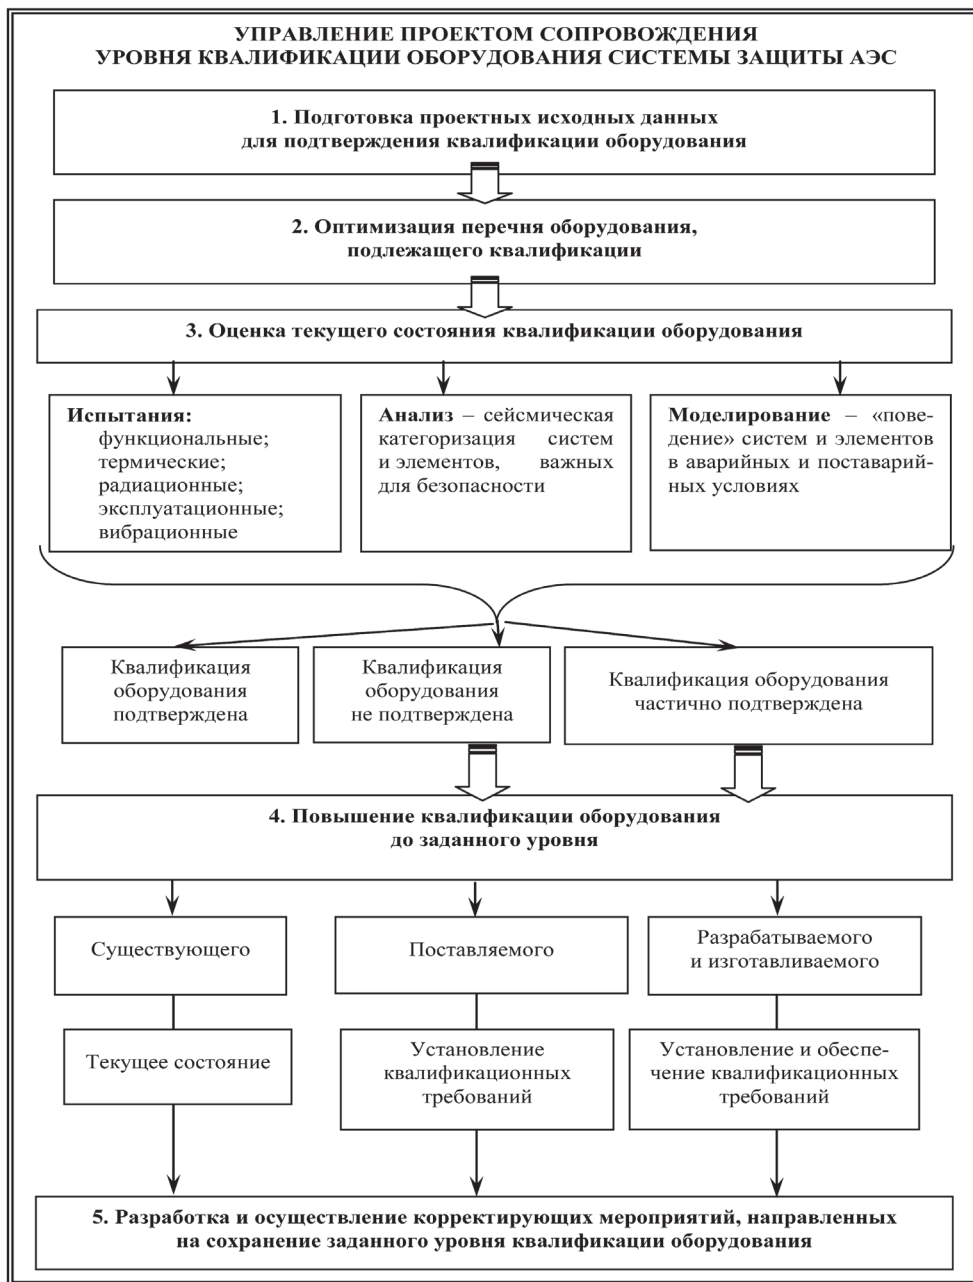 УПРАВЛЕНИЕ ПРОЕКТОМ СОПРОВОЖДЕНИЯ
УРОВНЯ КВАЛИФИКАЦИИ ОБОРУДОВАНИЯ СИСТЕМЫ ЗАЩИТЫ АЭС
1. Подготовка проектных исходных данных
для подтверждения квалификации оборудования
2. Оптимизация перечня оборудования,
подлежащего квалификации
3. Оценка текущего состояния квалификации оборудования
Испытания:
функциональные;
термические;
радиационные;
эксплуатационные;
вибрационные
Анализ – сейсмическая
категоризация систем
и элементов, важных
для безопасности
Моделирование – «пове-
дение» систем и элементов
в аварийных и поставарий-
ных условиях
Квалификация
оборудования
подтверждена
Квалификация
оборудования
не подтверждена
Квалификация оборудования
частично подтверждена
4. Повышение квалификации оборудования
до заданного уровня
Существующего
Поставляемого
Разрабатываемого
и изготавливаемого
Текущее состояние
Установление
квалификационных
требований
Установление и обеспе-
чение квалификационных
требований
5. Разработка и осуществление корректирующих мероприятий, направленных
на сохранение заданного уровня квалификации оборудования